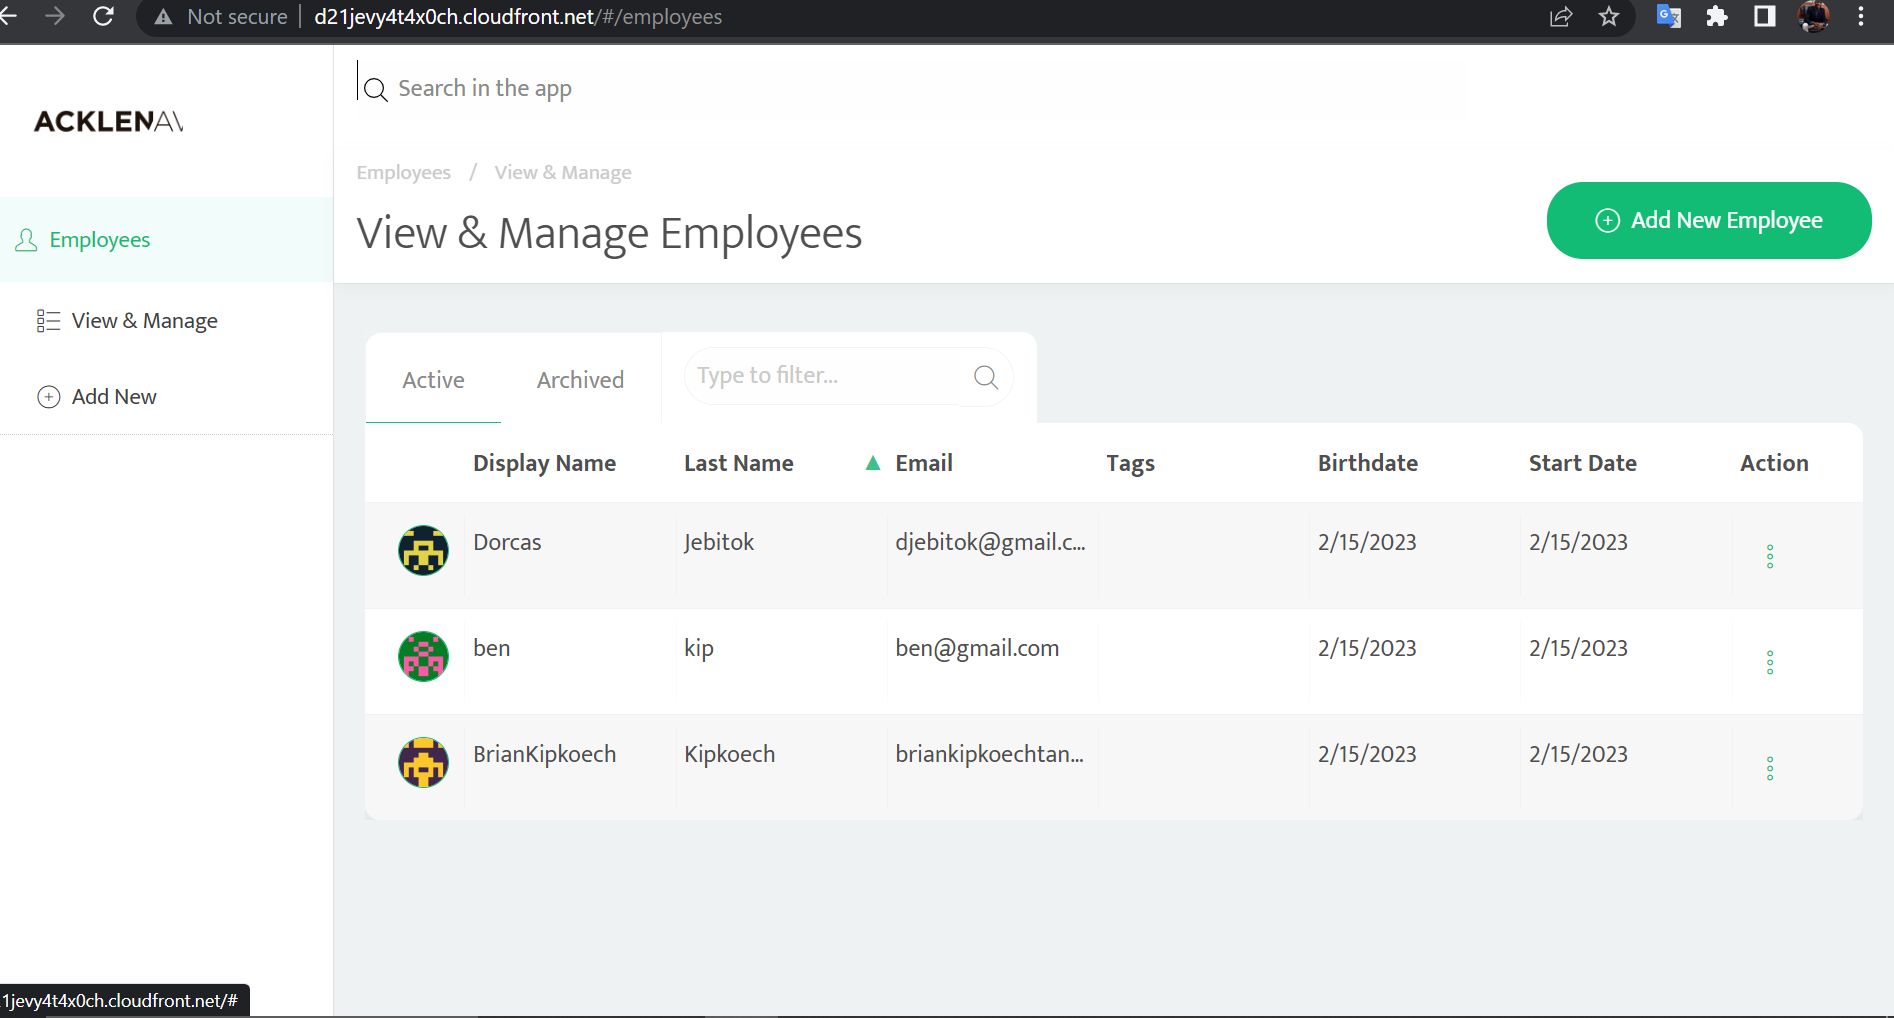 Not secure | d21jevy4t4x0ch.cloudfront.net/#/employees
Search in the app
ACKLENAV
Employees / View & Manage
View & Manage Employees
Add New Employee
Employees
View & Manage
Add New
Active Archived Type to filter...
Display Name Last Name ▲ Email Tags Birthdate Start Date Action
Dorcas Jebitok djebitok@gmail.c... 2/15/2023 2/15/2023
ben kip ben@gmail.com 2/15/2023 2/15/2023
BrianKipkoech Kipkoech briankipkoechtan... 2/15/2023 2/15/2023
1jevy4t4x0ch.cloudfront.net/#